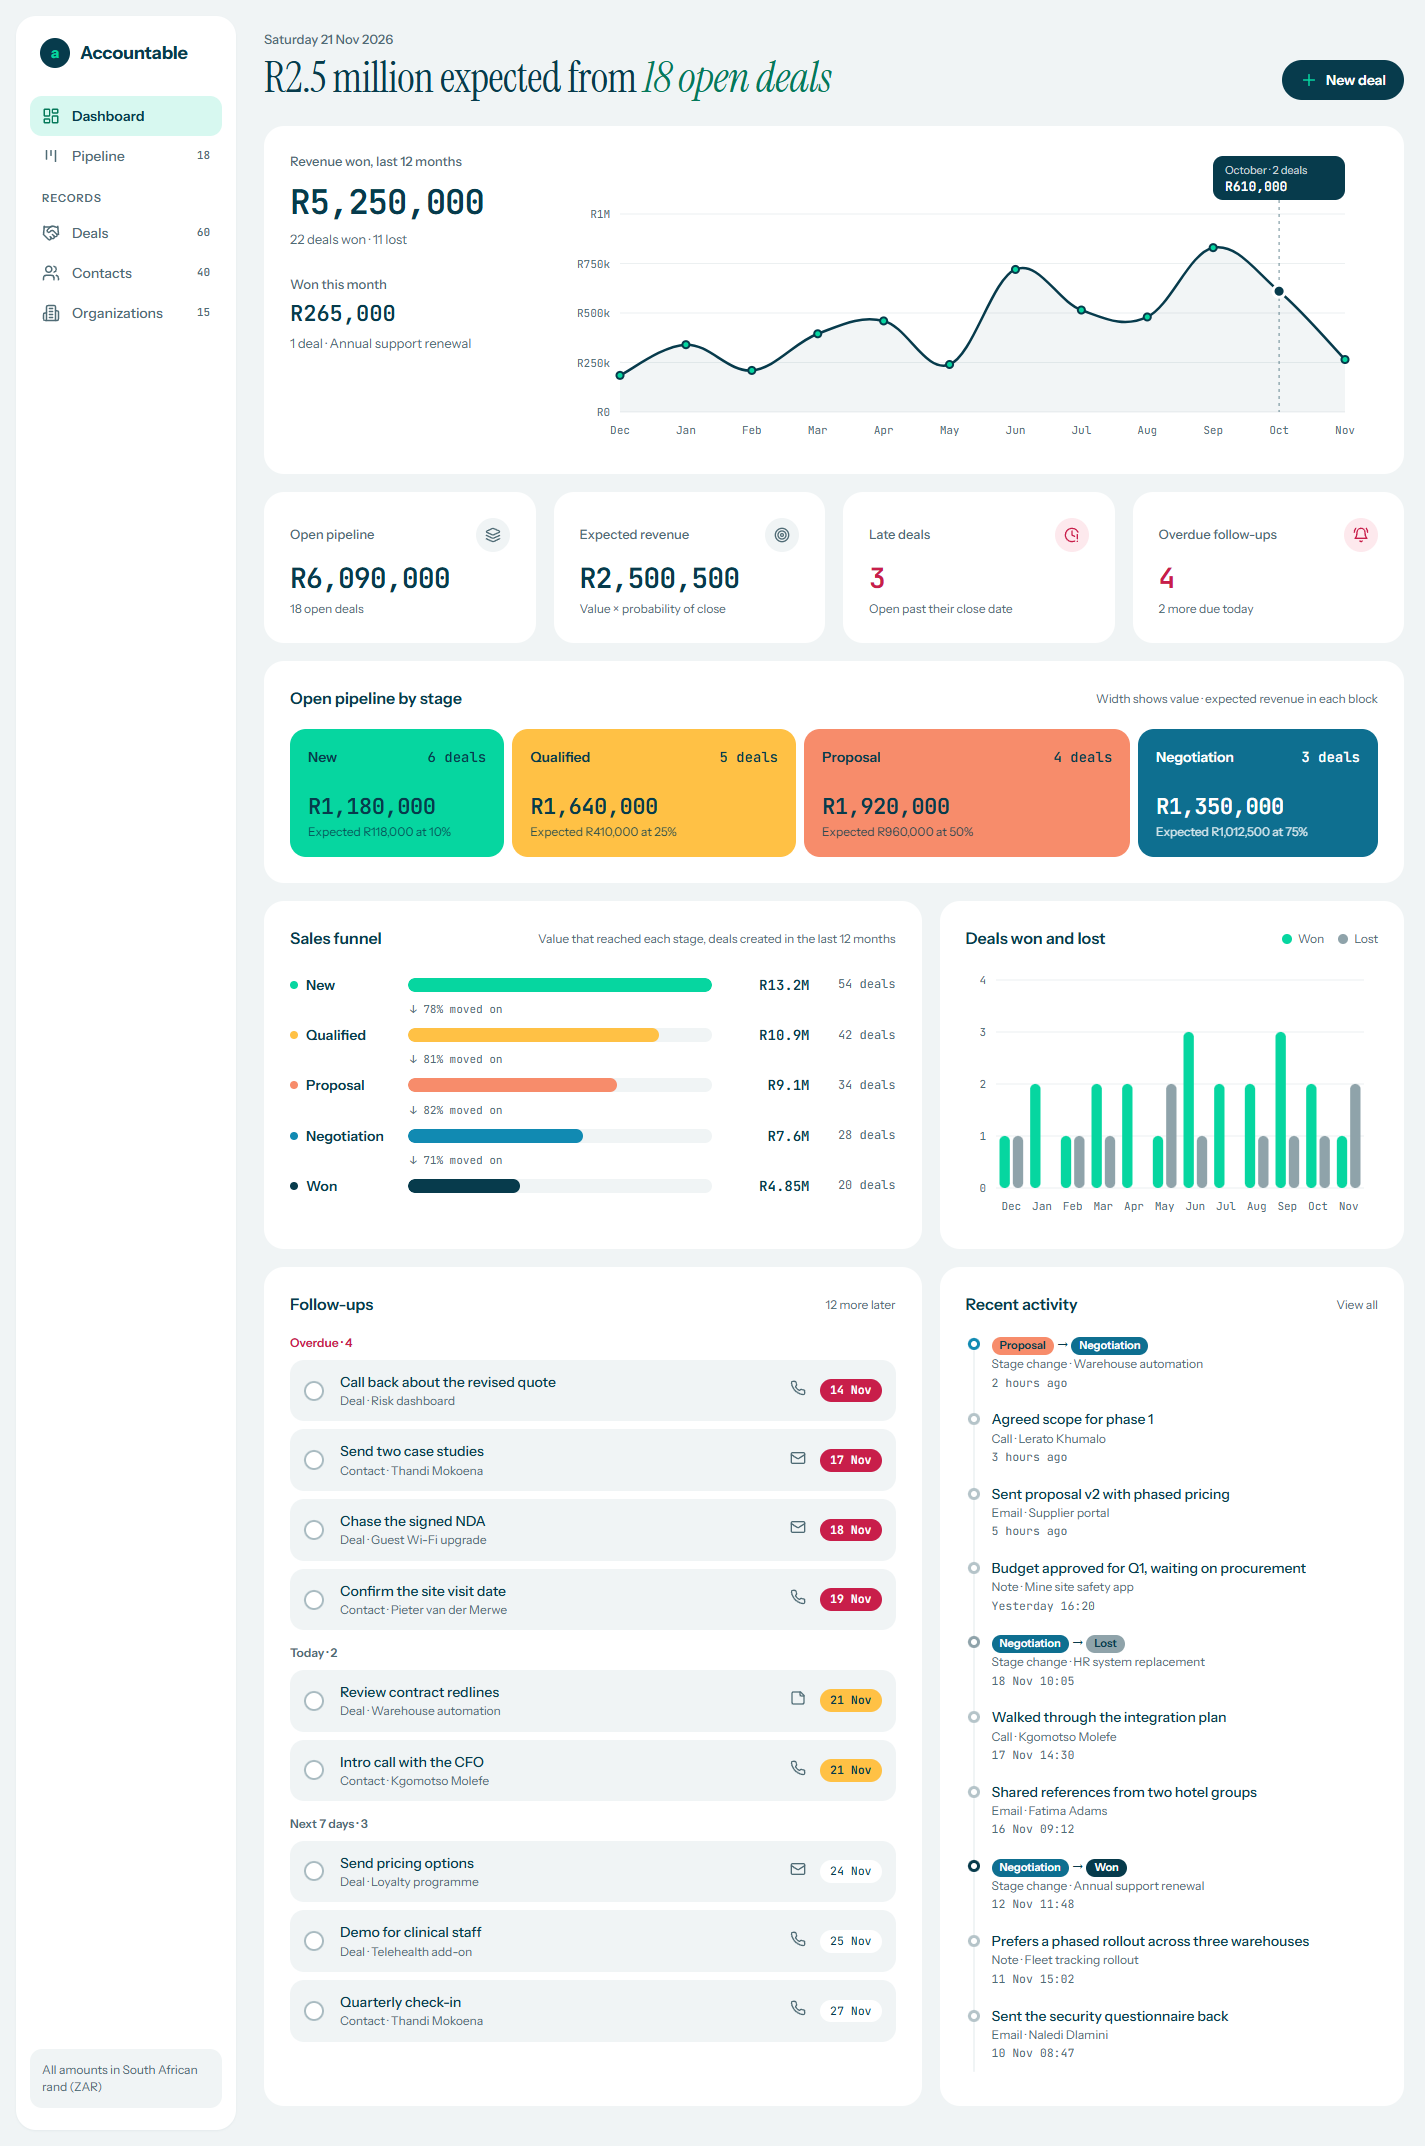 a
Accountable
Dashboard
Pipeline 18
RECORDS
Deals 60
Contacts 40
Organizations 15
All amounts in South African
rand (ZAR)
Saturday 21 Nov 2026
R2.5 million expected from 18 open deals
+ New deal
Revenue won, last 12 months
R5,250,000
22 deals won · 11 lost
Won this month
R265,000
1 deal · Annual support renewal
October · 2 deals
R610,000
R1M
R750k
R500k
R250k
R0
Dec Jan Feb Mar Apr May Jun Jul Aug Sep Oct Nov
Open pipeline
R6,090,000
18 open deals
Expected revenue
R2,500,500
Value × probability of close
Late deals
3
Open past their close date
Overdue follow-ups
4
2 more due today
Open pipeline by stage
Width shows value · expected revenue in each block
New 6 deals
R1,180,000
Expected R118,000 at 10%
Qualified 5 deals
R1,640,000
Expected R410,000 at 25%
Proposal 4 deals
R1,920,000
Expected R960,000 at 50%
Negotiation 3 deals
R1,350,000
Expected R1,012,500 at 75%
Sales funnel
Value that reached each stage, deals created in the last 12 months
New R13.2M 54 deals
↓ 78% moved on
Qualified R10.9M 42 deals
↓ 81% moved on
Proposal R9.1M 34 deals
↓ 82% moved on
Negotiation R7.6M 28 deals
↓ 71% moved on
Won R4.85M 20 deals
Deals won and lost
Won Lost
4
3
2
1
0
Dec Jan Feb Mar Apr May Jun Jul Aug Sep Oct Nov
Follow-ups
12 more later
Overdue · 4
Call back about the revised quote
Deal · Risk dashboard
14 Nov
Send two case studies
Contact · Thandi Mokoena
17 Nov
Chase the signed NDA
Deal · Guest Wi-Fi upgrade
18 Nov
Confirm the site visit date
Contact · Pieter van der Merwe
19 Nov
Today · 2
Review contract redlines
Deal · Warehouse automation
21 Nov
Intro call with the CFO
Contact · Kgomotso Molefe
21 Nov
Next 7 days · 3
Send pricing options
Deal · Loyalty programme
24 Nov
Demo for clinical staff
Deal · Telehealth add-on
25 Nov
Quarterly check-in
Contact · Thandi Mokoena
27 Nov
Recent activity
View all
Proposal → Negotiation
Stage change · Warehouse automation
2 hours ago
Agreed scope for phase 1
Call · Lerato Khumalo
3 hours ago
Sent proposal v2 with phased pricing
Email · Supplier portal
5 hours ago
Budget approved for Q1, waiting on procurement
Note · Mine site safety app
Yesterday 16:20
Negotiation → Lost
Stage change · HR system replacement
18 Nov 10:05
Walked through the integration plan
Call · Kgomotso Molefe
17 Nov 14:30
Shared references from two hotel groups
Email · Fatima Adams
16 Nov 09:12
Negotiation → Won
Stage change · Annual support renewal
12 Nov 11:48
Prefers a phased rollout across three warehouses
Note · Fleet tracking rollout
11 Nov 15:02
Sent the security questionnaire back
Email · Naledi Dlamini
10 Nov 08:47